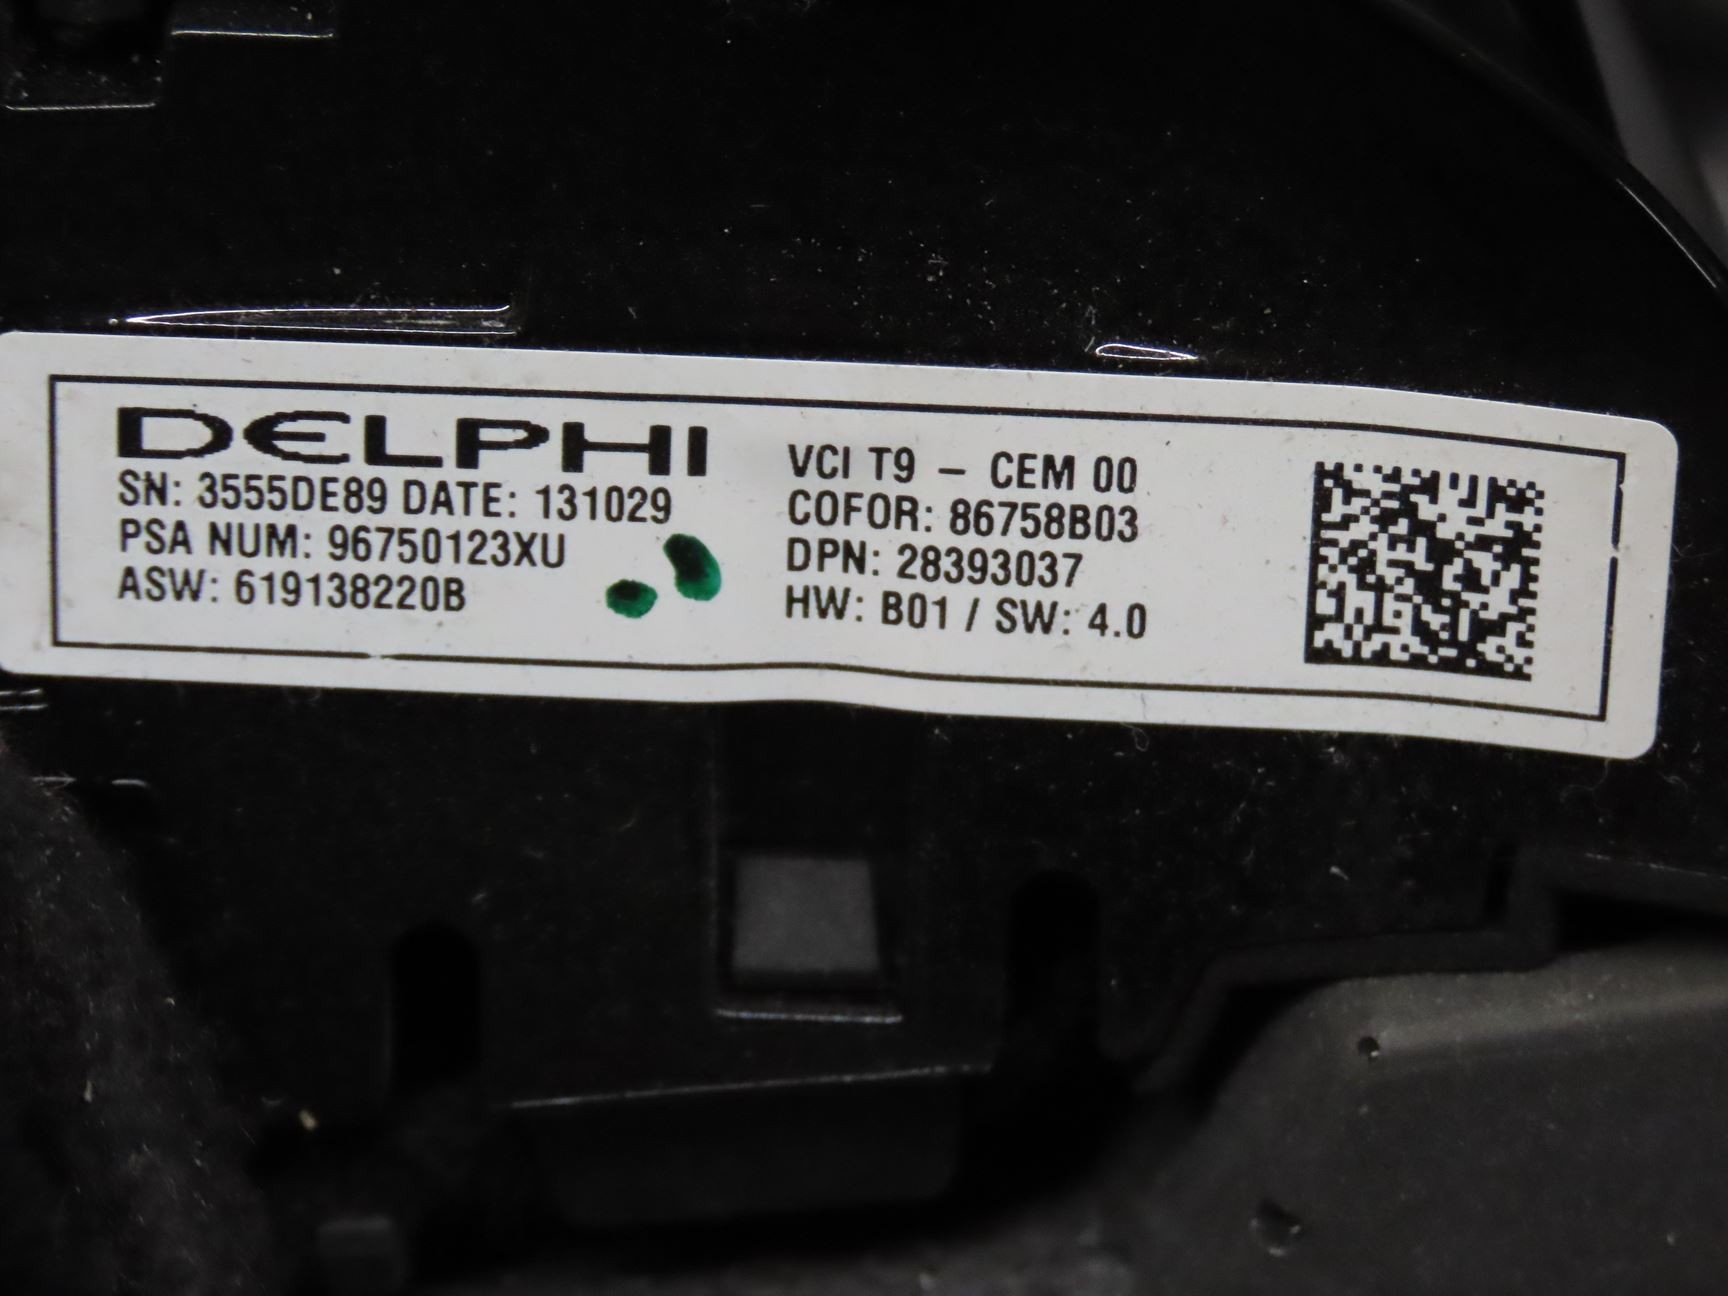 DELPHI
SN: 3555DE89 DATE: 131029
PSA NUM: 96750123XU
ASW: 619138220B
VCI T9 – CEM 00
COFOR: 86758B03
DPN: 28393037
HW: B01 / SW: 4.0